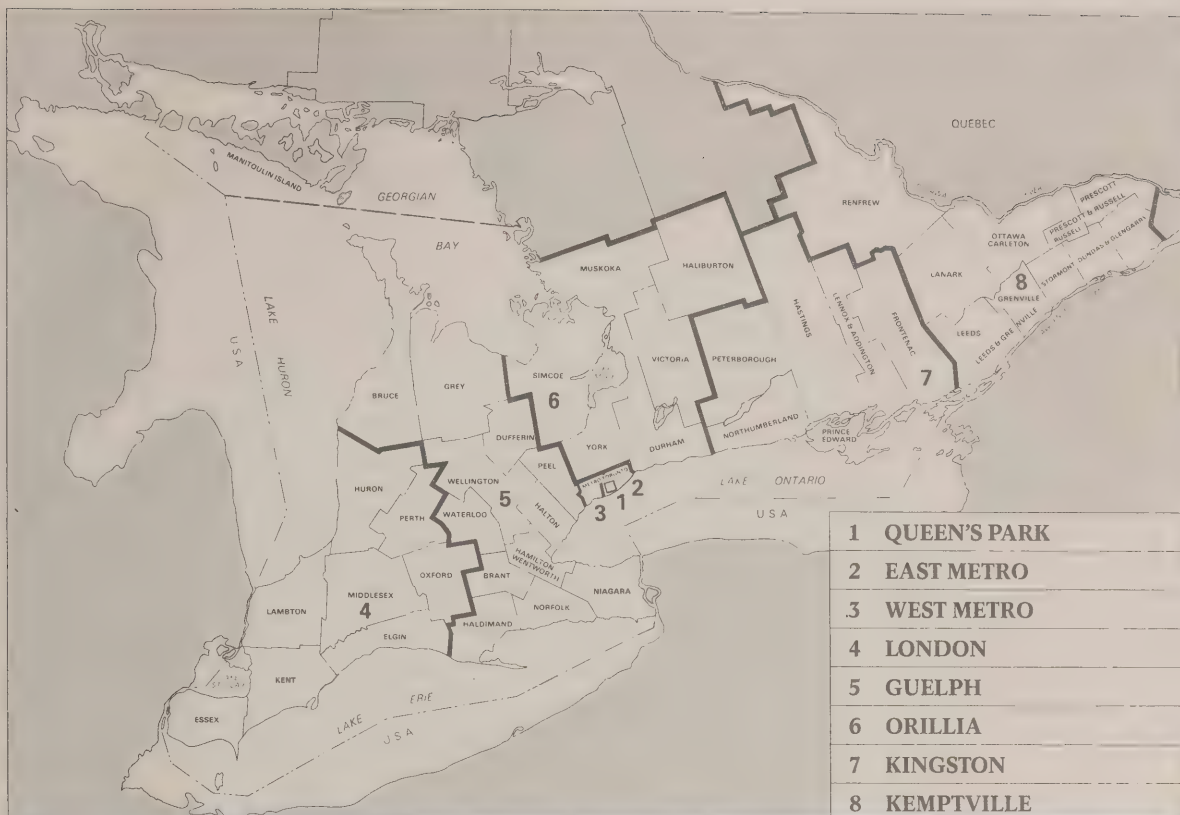 QUEBEC
MANITOULIN ISLAND
GEORGIAN
BAY
RENFREW
PRESCOTT
PRESCOTT & RUSSELL
RUSSELL
OTTAWA
CARLETON
STORMONT DUNDAS & GLENGARRY
MUSKOKA
HALIBURTON
LANARK
8
GRENVILLE
LEEDS
LEEDS & GRENVILLE
HASTINGS
LENNOX & ADDINGTON
FRONTENAC
7
LAKE HURON
USA
BRUCE
GREY
SIMCOE
6
VICTORIA
PETERBOROUGH
DUFFERIN
YORK
DURHAM
NORTHUMBERLAND
PRINCE
EDWARD
PEEL
HURON
WELLINGTON
5
HALTON
2
1
3
LAKE ONTARIO
USA
PERTH
WATERLOO
HAMILTON
WENTWORTH
OXFORD
BRANT
NIAGARA
LAMBTON
MIDDLESEX
4
NORFOLK
HALDIMAND
ELGIN
KENT
ESSEX
LAKE ERIE
USA
1 QUEEN'S PARK
2 EAST METRO
3 WEST METRO
4 LONDON
5 GUELPH
6 ORILLIA
7 KINGSTON
8 KEMPTVILLE